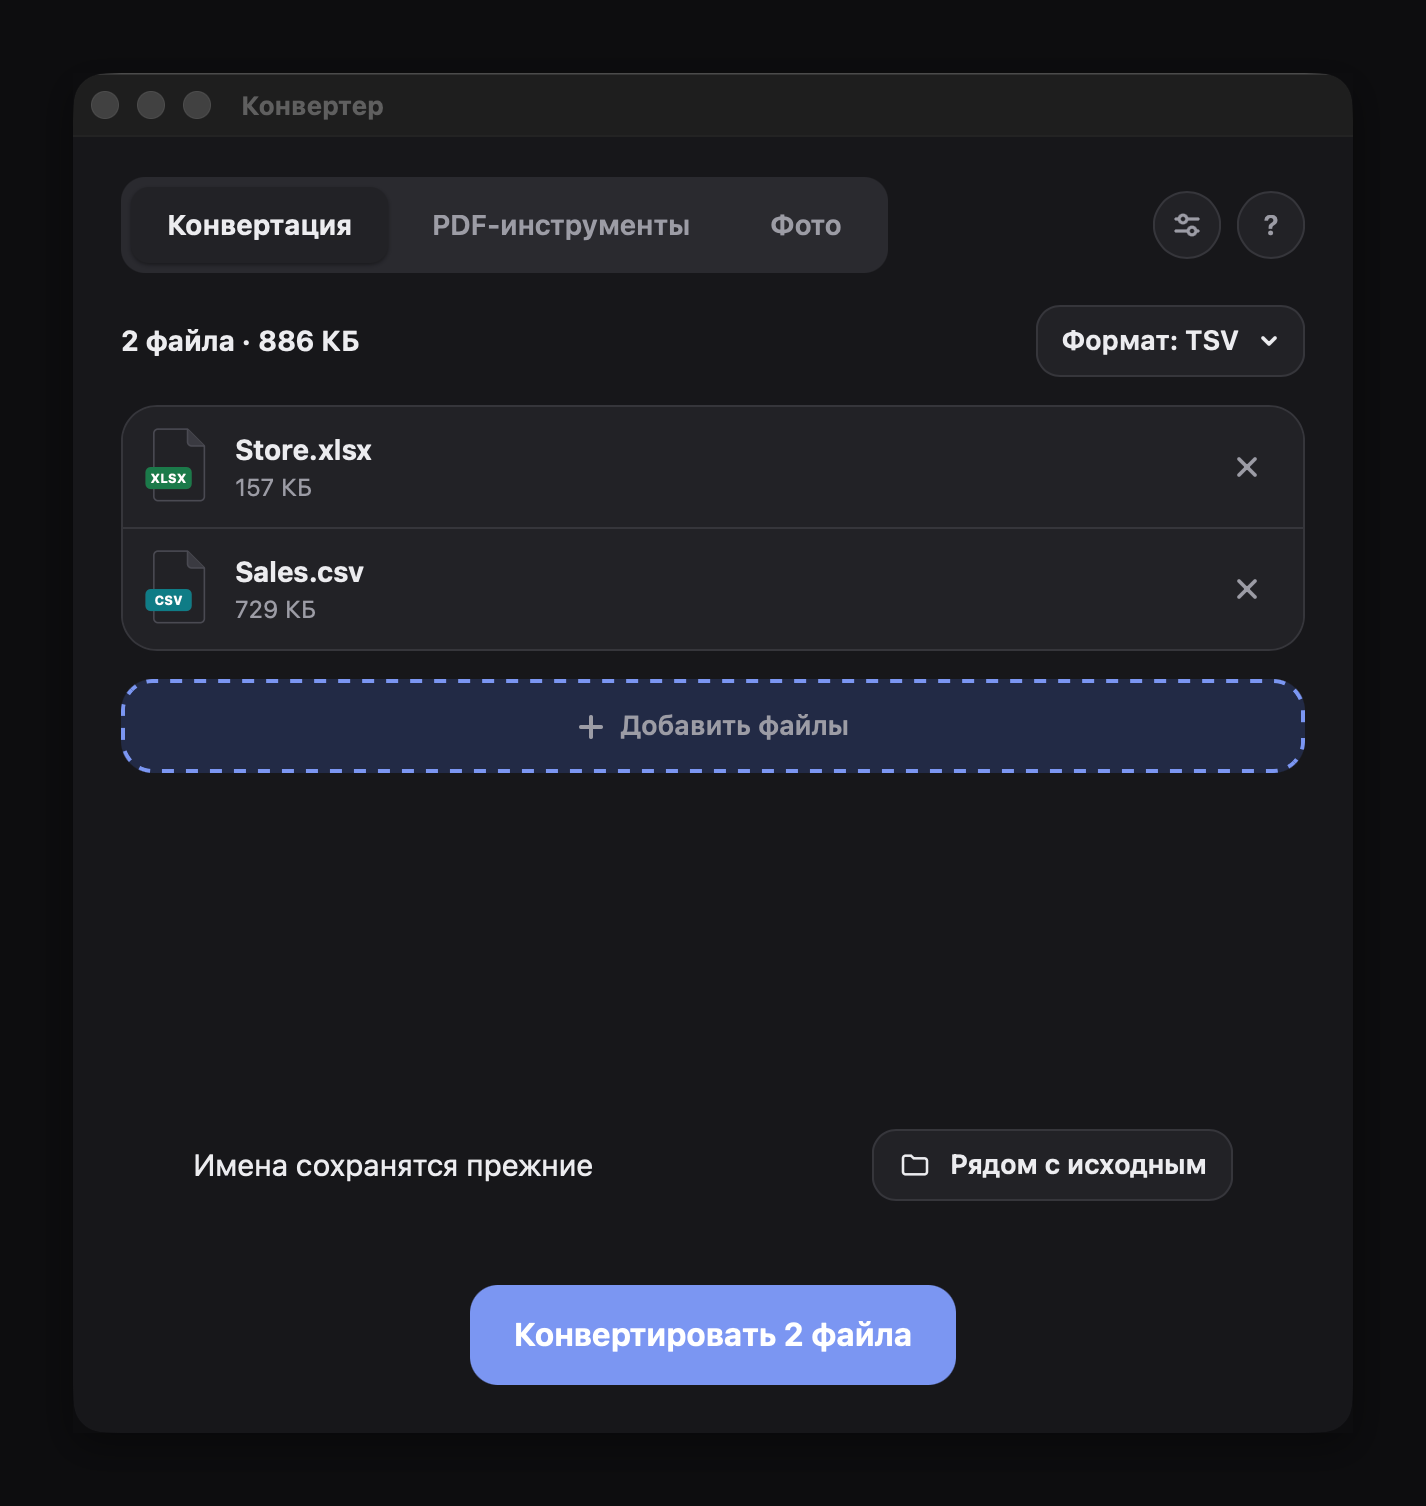 Конвертер
Конвертация
PDF-инструменты
Фото
?
2 файла · 886 КБ
Формат: TSV
XLSX
Store.xlsx
157 КБ
CSV
Sales.csv
729 КБ
Добавить файлы
Имена сохранятся прежние
Рядом с исходным
Конвертировать 2 файла